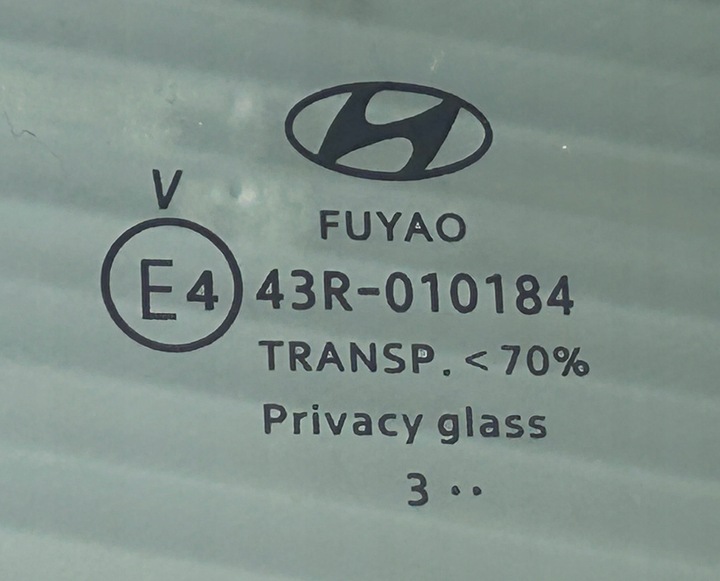 FUYAO
V
E4 43R-010184
TRANSP. <70%
Privacy glass
3 ··